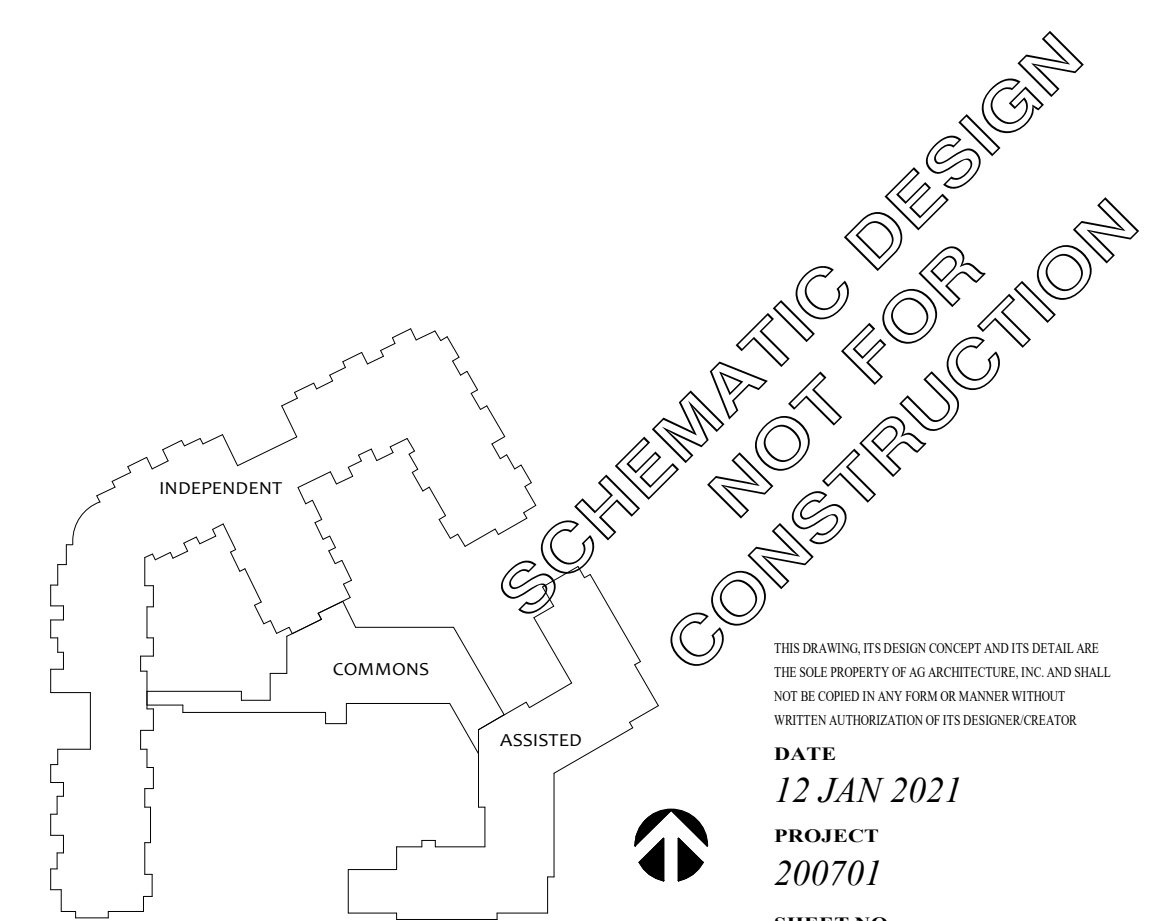 SCHEMATIC DESIGN
NOT FOR
CONSTRUCTION
INDEPENDENT
COMMONS
ASSISTED
THIS DRAWING, ITS DESIGN CONCEPT AND ITS DETAIL ARE
THE SOLE PROPERTY OF AG ARCHITECTURE, INC. AND SHALL
NOT BE COPIED IN ANY FORM OR MANNER WITHOUT
WRITTEN AUTHORIZATION OF ITS DESIGNER/CREATOR
DATE
12 JAN 2021
PROJECT
200701
SHEET NO